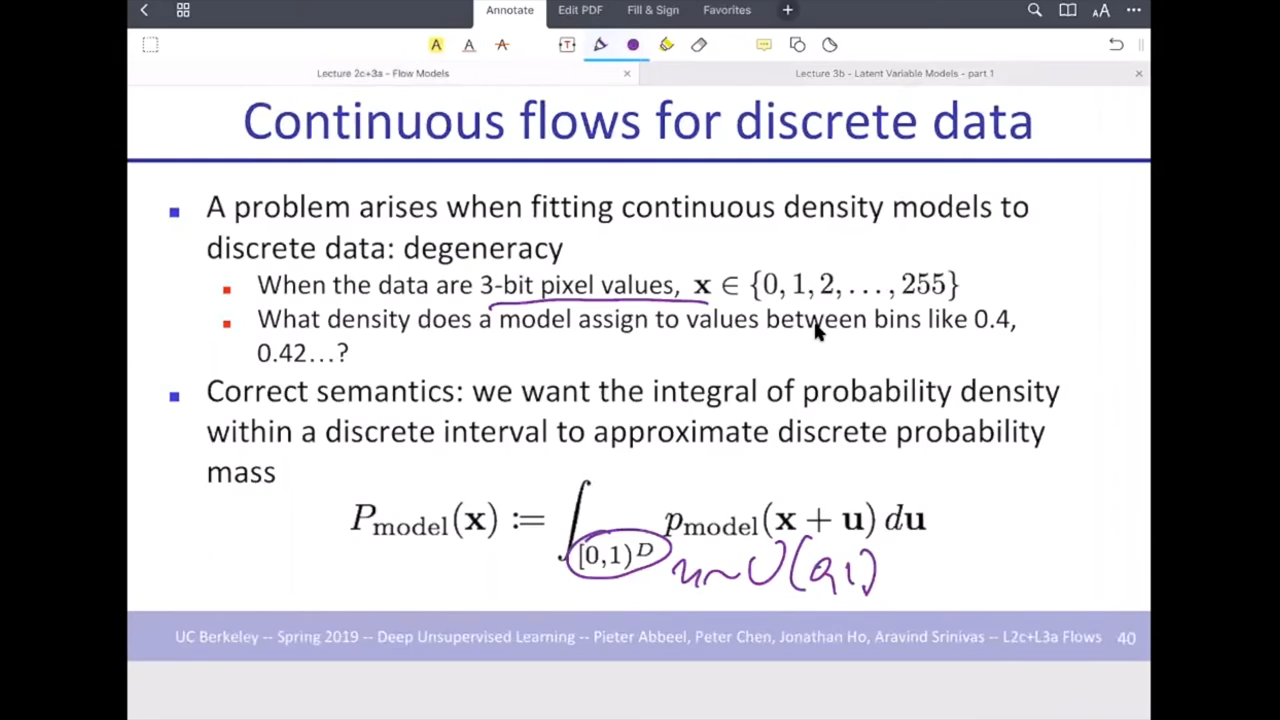 Annotate Edit PDF Fill & Sign Favorites +
AA
A A A T
Lecture 2c+3a - Flow Models × Lecture 3b - Latent Variable Models - part 1 ×
Continuous flows for discrete data
A problem arises when fitting continuous density models to
discrete data: degeneracy
When the data are 3-bit pixel values, x ∈ {0, 1, 2, ..., 255}
What density does a model assign to values between bins like 0.4,
0.42...?
Correct semantics: we want the integral of probability density
within a discrete interval to approximate discrete probability
mass
P_model(x) := ∫_[0,1)^D p_model(x + u) du
u ~ U(0,1)
UC Berkeley -- Spring 2019 -- Deep Unsupervised Learning -- Pieter Abbeel, Peter Chen, Jonathan Ho, Aravind Srinivas -- L2c+L3a Flows 40